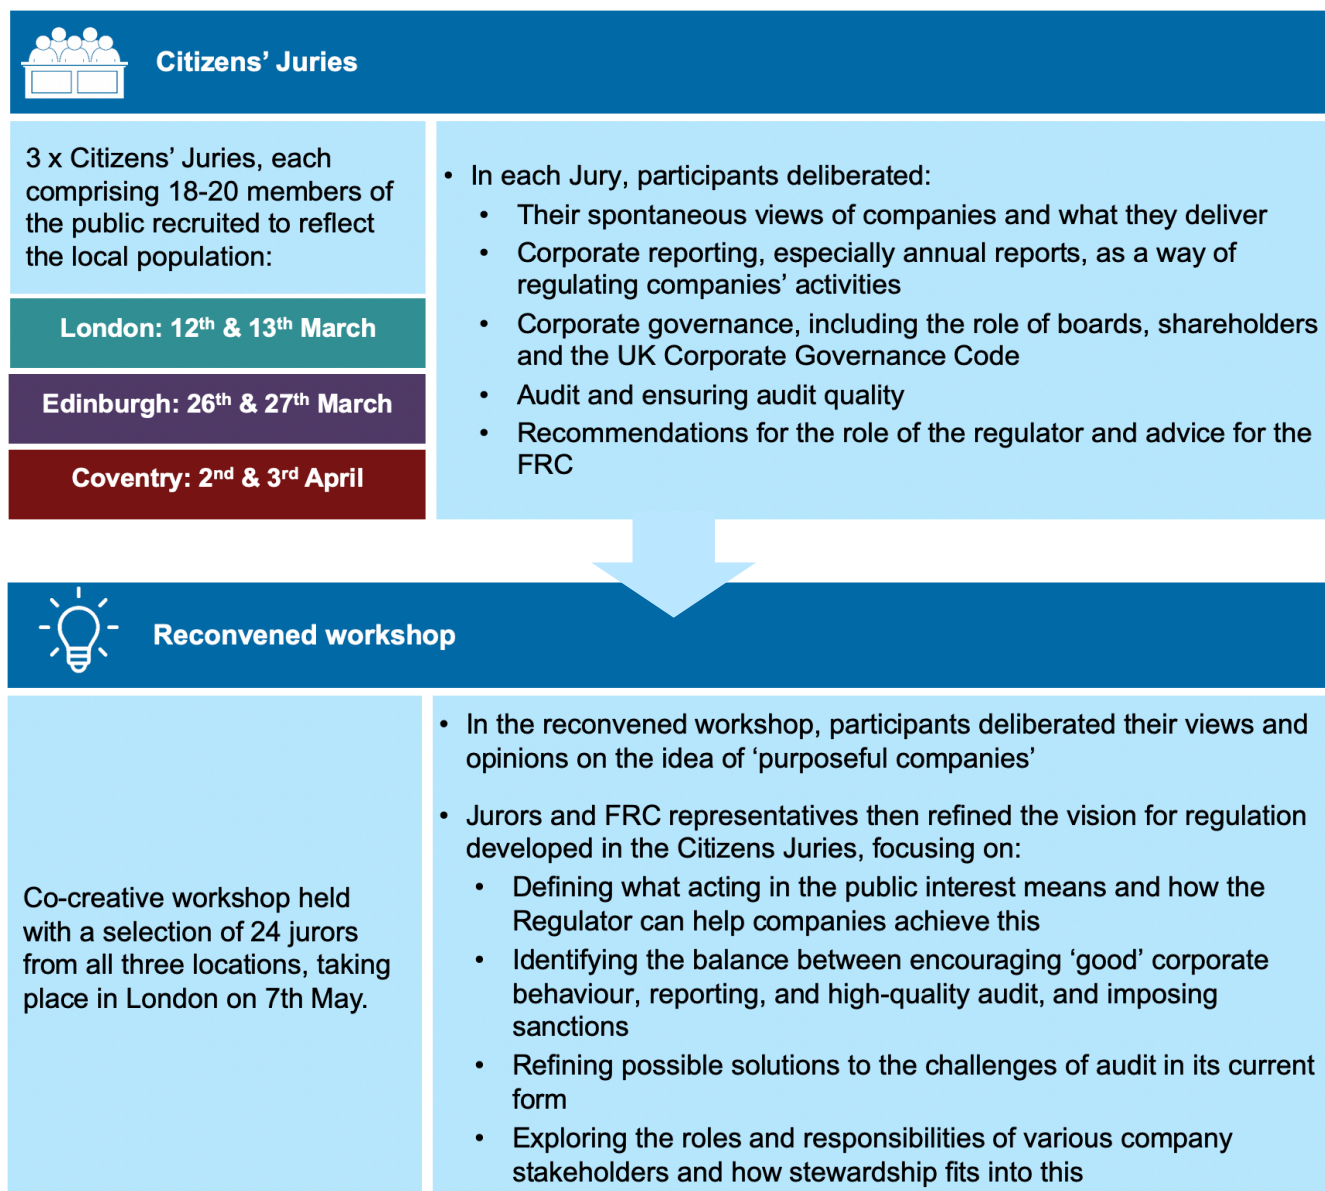 Citizens’ Juries
3 x Citizens’ Juries, each
comprising 18-20 members of
the public recruited to reflect
the local population:
London: 12th & 13th March
Edinburgh: 26th & 27th March
Coventry: 2nd & 3rd April
• In each Jury, participants deliberated:
• Their spontaneous views of companies and what they deliver
• Corporate reporting, especially annual reports, as a way of
regulating companies’ activities
• Corporate governance, including the role of boards, shareholders
and the UK Corporate Governance Code
• Audit and ensuring audit quality
• Recommendations for the role of the regulator and advice for the
FRC
Reconvened workshop
Co-creative workshop held
with a selection of 24 jurors
from all three locations, taking
place in London on 7th May.
• In the reconvened workshop, participants deliberated their views and
opinions on the idea of ‘purposeful companies’
• Jurors and FRC representatives then refined the vision for regulation
developed in the Citizens Juries, focusing on:
• Defining what acting in the public interest means and how the
Regulator can help companies achieve this
• Identifying the balance between encouraging ‘good’ corporate
behaviour, reporting, and high-quality audit, and imposing
sanctions
• Refining possible solutions to the challenges of audit in its current
form
• Exploring the roles and responsibilities of various company
stakeholders and how stewardship fits into this